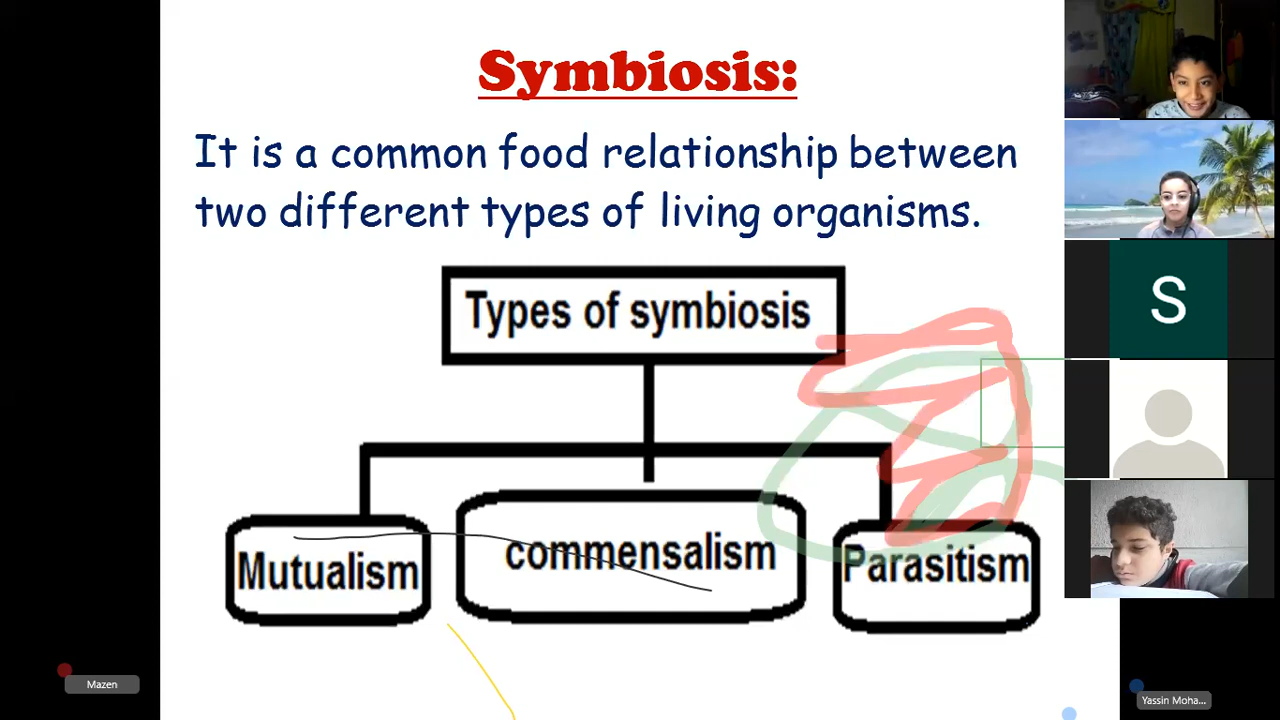 Symbiosis:
It is a common food relationship between
two different types of living organisms.
Types of symbiosis
Mutualism
commensalism
Parasitism
S
Mazen
Yassin Moha...